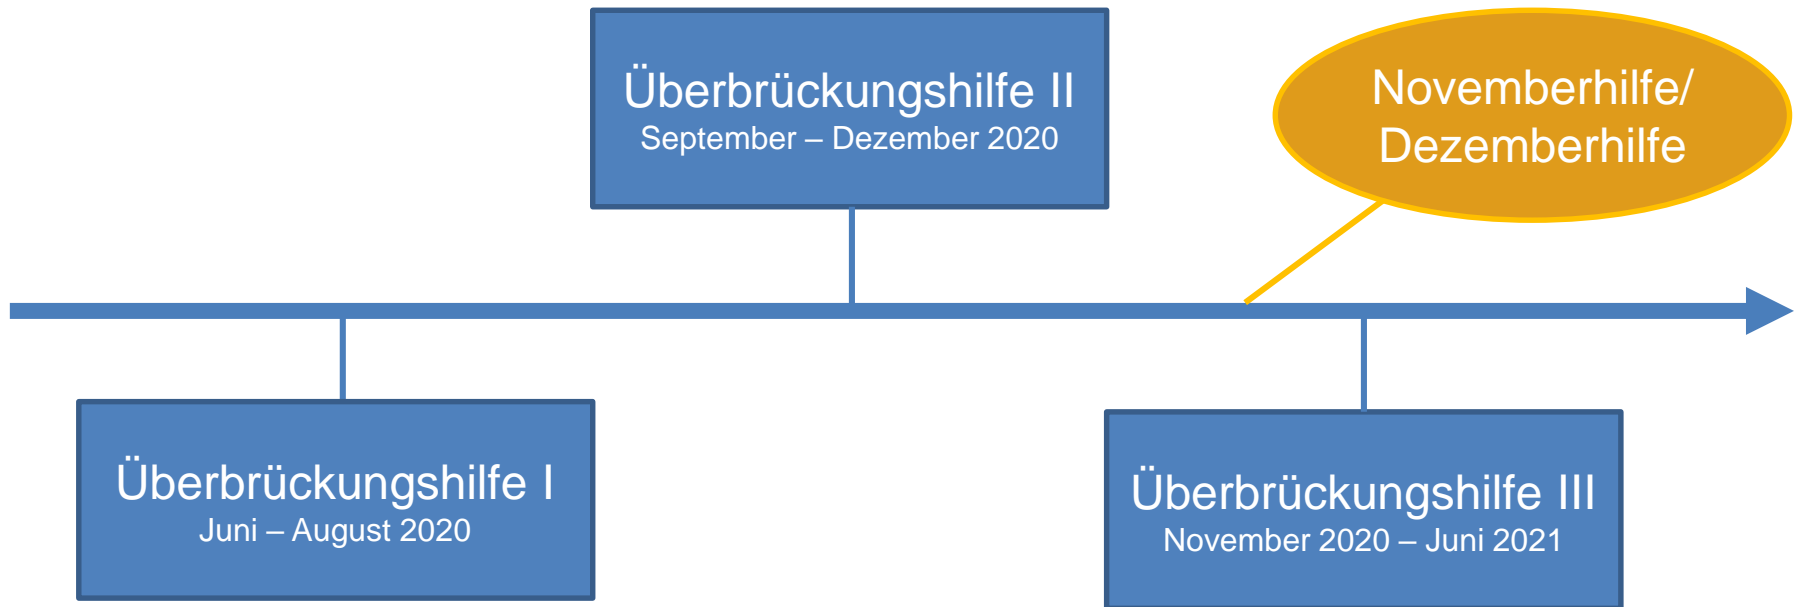 Überbrückungshilfe II
September – Dezember 2020
Novemberhilfe/
Dezemberhilfe
Überbrückungshilfe I
Juni – August 2020
Überbrückungshilfe III
November 2020 – Juni 2021